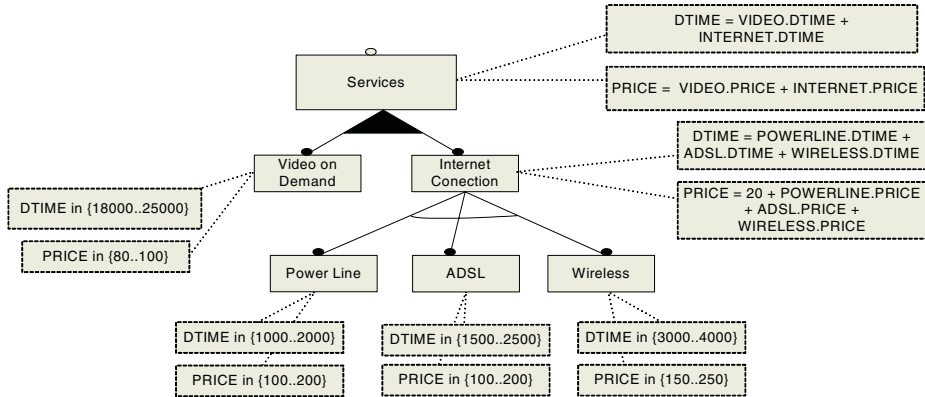 DTIME = VIDEO.DTIME +
INTERNET.DTIME
Services
PRICE = VIDEO.PRICE + INTERNET.PRICE
DTIME = POWERLINE.DTIME +
ADSL.DTIME + WIRELESS.DTIME
Video on
Demand
Internet
Conection
PRICE = 20 + POWERLINE.PRICE
+ ADSL.PRICE +
WIRELESS.PRICE
DTIME in {18000..25000}
PRICE in {80..100}
Power Line
ADSL
Wireless
DTIME in {1000..2000}
DTIME in {1500..2500}
DTIME in {3000..4000}
PRICE in {100..200}
PRICE in {100..200}
PRICE in {150..250}